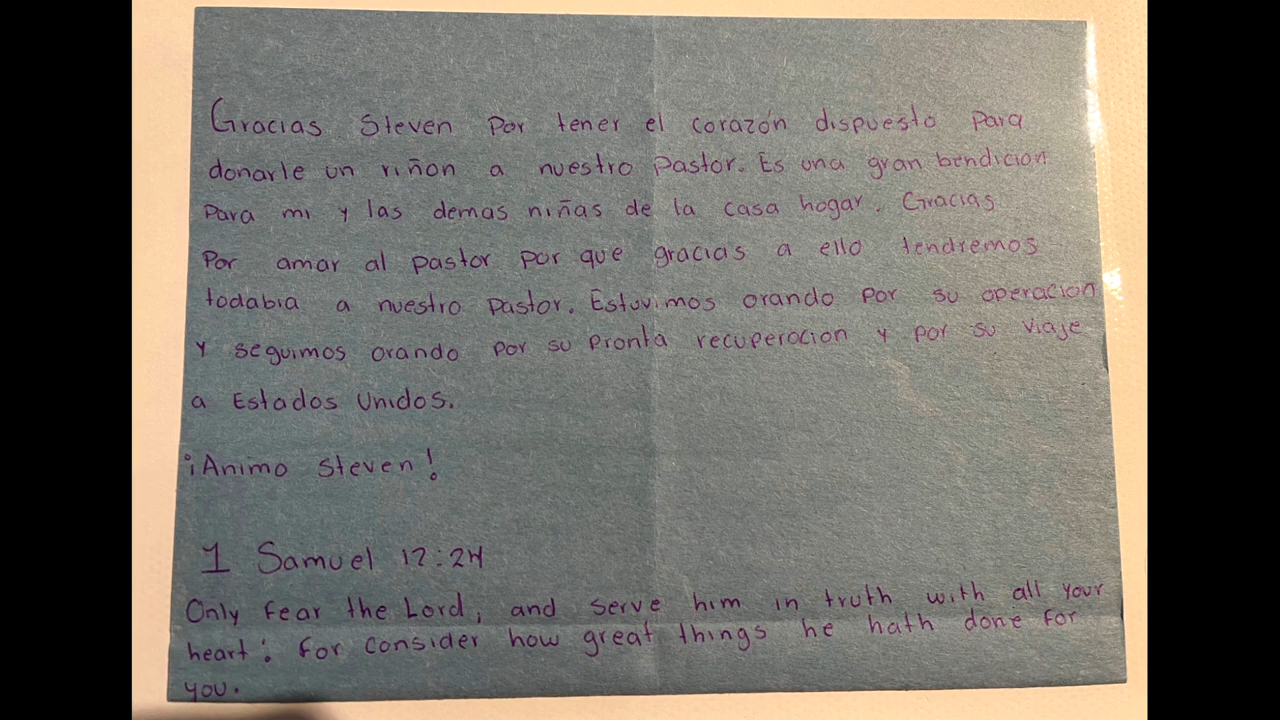 Gracias Steven por tener el corazón dispuesto para
donarle un riñon a nuestro Pastor. Es una gran bendicion
para mi y las demas niñas de la casa hogar. Gracias
Por amar al pastor por que gracias a ello tendremos
todabia a nuestro pastor. Estuvimos orando por su operacion
y seguimos orando por su pronta recuperacion y por su viaje
a Estados Unidos.
¡Animo Steven!
1 Samuel 12:24
Only fear the Lord, and serve him in truth with all your
heart: for consider how great things he hath done for
you.